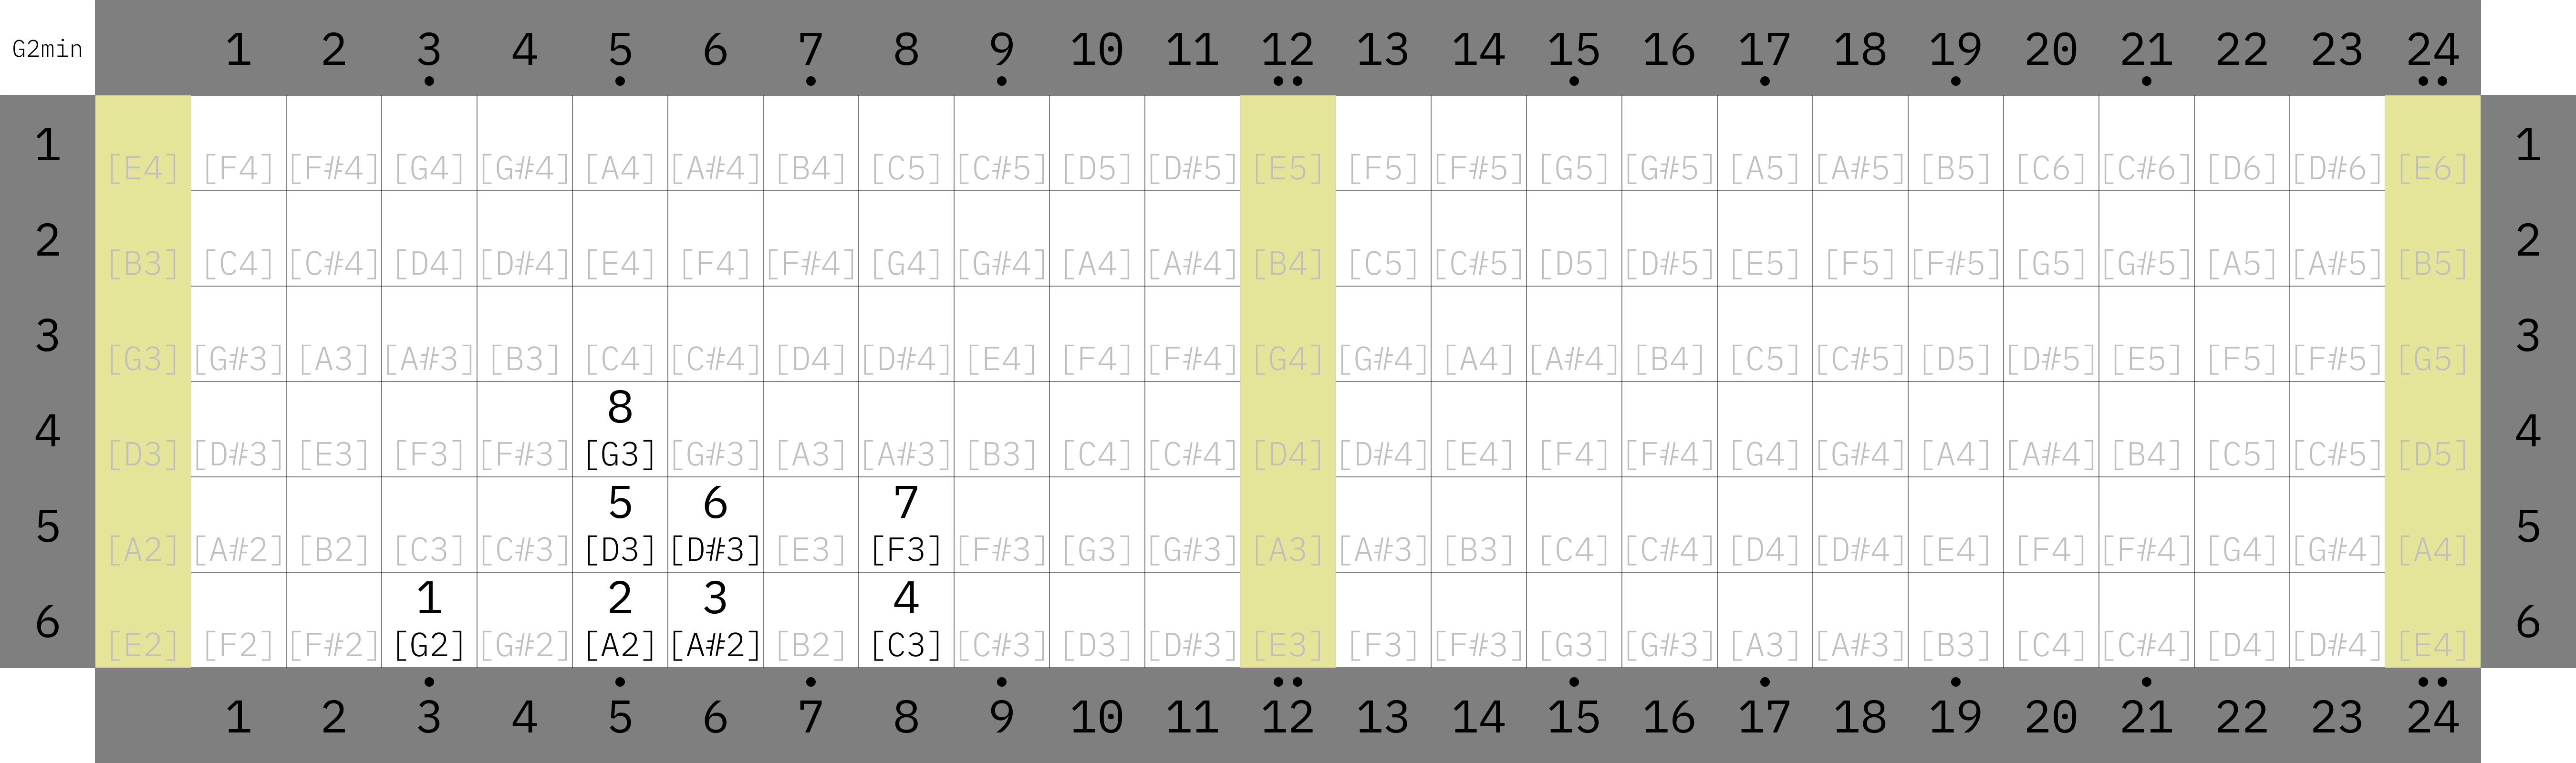 G2min 1 2 3 4 5 6 7 8 9 10 11 12 13 14 15 16 17 18 19 20 21 22 23 24
1 [E4] [F4] [F#4] [G4] [G#4] [A4] [A#4] [B4] [C5] [C#5] [D5] [D#5] [E5] [F5] [F#5] [G5] [G#5] [A5] [A#5] [B5] [C6] [C#6] [D6] [D#6] [E6] 1
2 [B3] [C4] [C#4] [D4] [D#4] [E4] [F4] [F#4] [G4] [G#4] [A4] [A#4] [B4] [C5] [C#5] [D5] [D#5] [E5] [F5] [F#5] [G5] [G#5] [A5] [A#5] [B5] 2
3 [G3] [G#3] [A3] [A#3] [B3] [C4] [C#4] [D4] [D#4] [E4] [F4] [F#4] [G4] [G#4] [A4] [A#4] [B4] [C5] [C#5] [D5] [D#5] [E5] [F5] [F#5] [G5] 3
8
4 [D3] [D#3] [E3] [F3] [F#3] [G3] [G#3] [A3] [A#3] [B3] [C4] [C#4] [D4] [D#4] [E4] [F4] [F#4] [G4] [G#4] [A4] [A#4] [B4] [C5] [C#5] [D5] 4
5 6 7
5 [A2] [A#2] [B2] [C3] [C#3] [D3] [D#3] [E3] [F3] [F#3] [G3] [G#3] [A3] [A#3] [B3] [C4] [C#4] [D4] [D#4] [E4] [F4] [F#4] [G4] [G#4] [A4] 5
1 2 3 4
6 [E2] [F2] [F#2] [G2] [G#2] [A2] [A#2] [B2] [C3] [C#3] [D3] [D#3] [E3] [F3] [F#3] [G3] [G#3] [A3] [A#3] [B3] [C4] [C#4] [D4] [D#4] [E4] 6
1 2 3 4 5 6 7 8 9 10 11 12 13 14 15 16 17 18 19 20 21 22 23 24